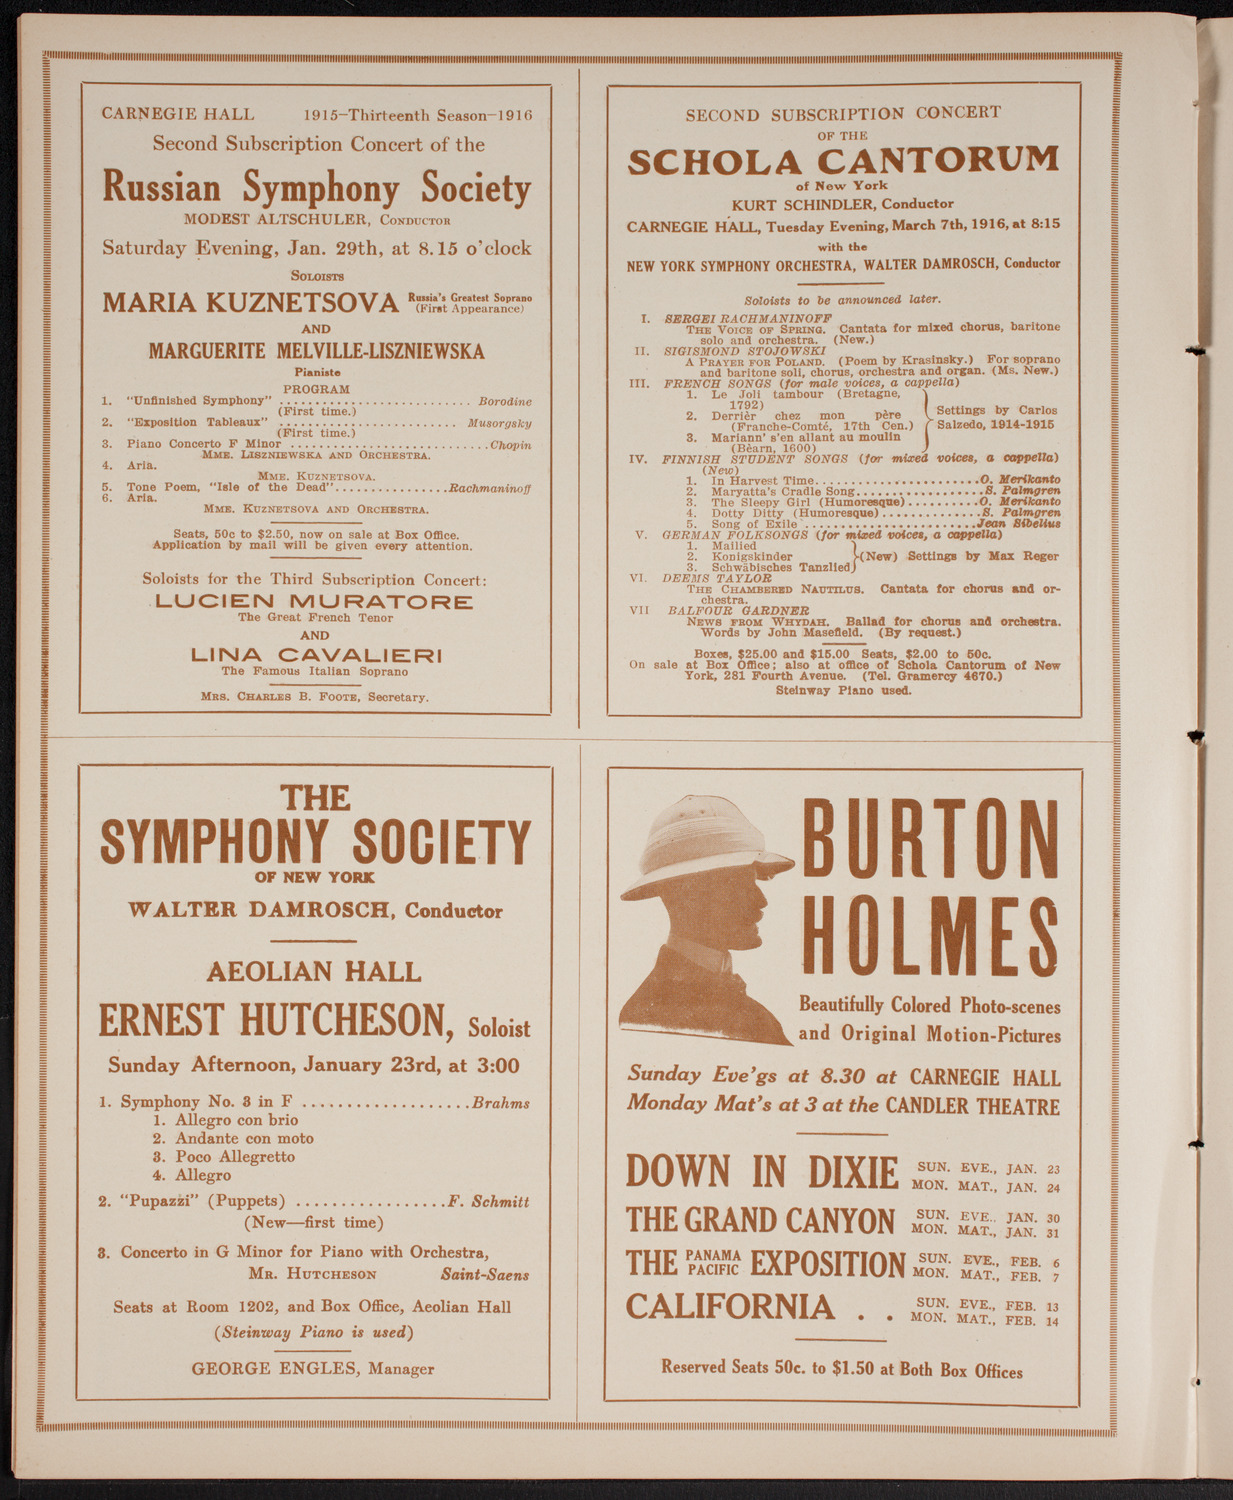 CARNEGIE HALL 1915–Thirteenth Season–1916
Second Subscription Concert of the
Russian Symphony Society
MODEST ALTSCHULER, CONDUCTOR
Saturday Evening, Jan. 29th, at 8.15 o'clock
SOLOISTS
MARIA KUZNETSOVA Russia's Greatest Soprano
(First Appearance)
AND
MARGUERITE MELVILLE-LISZNIEWSKA
Pianiste
PROGRAM
1. "Unfinished Symphony" .......................... Borodine
(First time.)
2. "Exposition Tableaux" .......................... Musorgsky
(First time.)
3. Piano Concerto F Minor ..........................Chopin
MME. LISZNIEWSKA AND ORCHESTRA.
4. Aria.
MME. KUZNETSOVA.
5. Tone Poem, "Isle of the Dead"................Rachmaninoff
6. Aria.
MME. KUZNETSOVA AND ORCHESTRA.
Seats, 50c to $2.50, now on sale at Box Office.
Application by mail will be given every attention.
Soloists for the Third Subscription Concert:
LUCIEN MURATORE
The Great French Tenor
AND
LINA CAVALIERI
The Famous Italian Soprano
MRS. CHARLES B. FOOTE, Secretary.
SECOND SUBSCRIPTION CONCERT
OF THE
SCHOLA CANTORUM
of New York
KURT SCHINDLER, Conductor
CARNEGIE HALL, Tuesday Evening, March 7th, 1916, at 8:15
with the
NEW YORK SYMPHONY ORCHESTRA, WALTER DAMROSCH, Conductor
Soloists to be announced later.
I. SERGEI RACHMANINOFF
THE VOICE OF SPRING. Cantata for mixed chorus, baritone
solo and orchestra. (New.)
II. SIGISMOND STOJOWSKI
A PRAYER FOR POLAND. (Poem by Krasinsky.) For soprano
and baritone soli, chorus, orchestra and organ. (Ms. New.)
III. FRENCH SONGS (for male voices, a cappella)
1. Le Joli tambour (Bretagne,
1792)
2. Derrièr chez mon père
(Franche-Comté, 17th Cen.)
3. Mariann' s'en allant au moulin
(Bèarn, 1600)
Settings by Carlos
Salzedo, 1914-1915
IV. FINNISH STUDENT SONGS (for mixed voices, a cappella)
(New)
1. In Harvest Time......................O. Merikanto
2. Maryatta's Cradle Song.................S. Palmgren
3. The Sleepy Girl (Humoresque)..........O. Merikanto
4. Dotty Ditty (Humoresque)..............S. Palmgren
5. Song of Exile .......................Jean Sibelius
V. GERMAN FOLKSONGS (for mixed voices, a cappella)
1. Mailied
2. Konigskinder (New) Settings by Max Reger
3. Schwäbisches Tanzlied
VI. DEEMS TAYLOR
THE CHAMBERED NAUTILUS. Cantata for chorus and or-
chestra.
VII BALFOUR GARDNER
NEWS FROM WHYDAH. Ballad for chorus and orchestra.
Words by John Masefield. (By request.)
Boxes, $25.00 and $15.00 Seats, $2.00 to 50c.
On sale at Box Office; also at office of Schola Cantorum of New
York, 281 Fourth Avenue. (Tel. Gramercy 4670.)
Steinway Piano used.
THE
SYMPHONY SOCIETY
OF NEW YORK
WALTER DAMROSCH, Conductor
AEOLIAN HALL
ERNEST HUTCHESON, Soloist
Sunday Afternoon, January 23rd, at 3:00
1. Symphony No. 3 in F ...................Brahms
1. Allegro con brio
2. Andante con moto
3. Poco Allegretto
4. Allegro
2. "Pupazzi" (Puppets) .................F. Schmitt
(New—first time)
3. Concerto in G Minor for Piano with Orchestra,
MR. HUTCHESON Saint-Saens
Seats at Room 1202, and Box Office, Aeolian Hall
(Steinway Piano is used)
GEORGE ENGLES, Manager
BURTON
HOLMES
Beautifully Colored Photo-scenes
and Original Motion-Pictures
Sunday Eve'gs at 8.30 at CARNEGIE HALL
Monday Mat's at 3 at the CANDLER THEATRE
DOWN IN DIXIE SUN. EVE., JAN. 23
MON. MAT., JAN. 24
THE GRAND CANYON SUN. EVE., JAN. 30
MON. MAT., JAN. 31
THE PANAMA PACIFIC EXPOSITION SUN. EVE., FEB. 6
MON. MAT., FEB. 7
CALIFORNIA . . SUN. EVE., FEB. 13
MON. MAT., FEB. 14
Reserved Seats 50c. to $1.50 at Both Box Offices